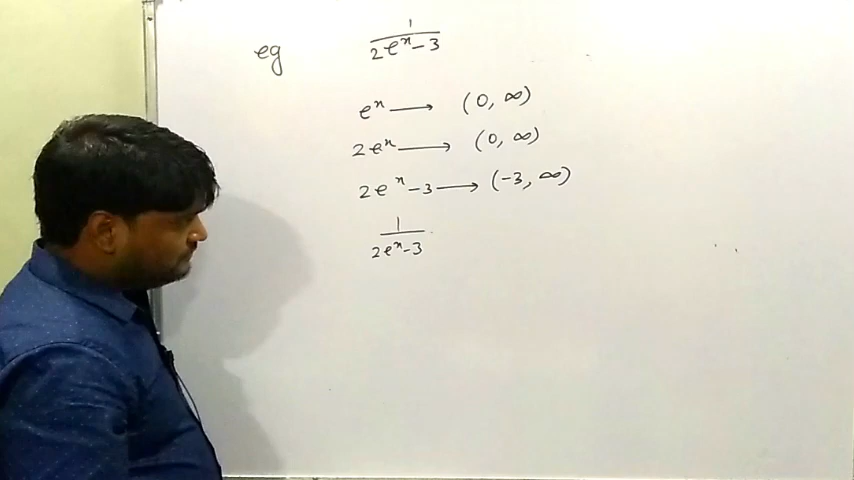 eg 1/(2e^x-3)
e^x ⟶ (0, ∞)
2e^x ⟶ (0, ∞)
2e^x-3 ⟶ (-3, ∞)
1/(2e^x-3)